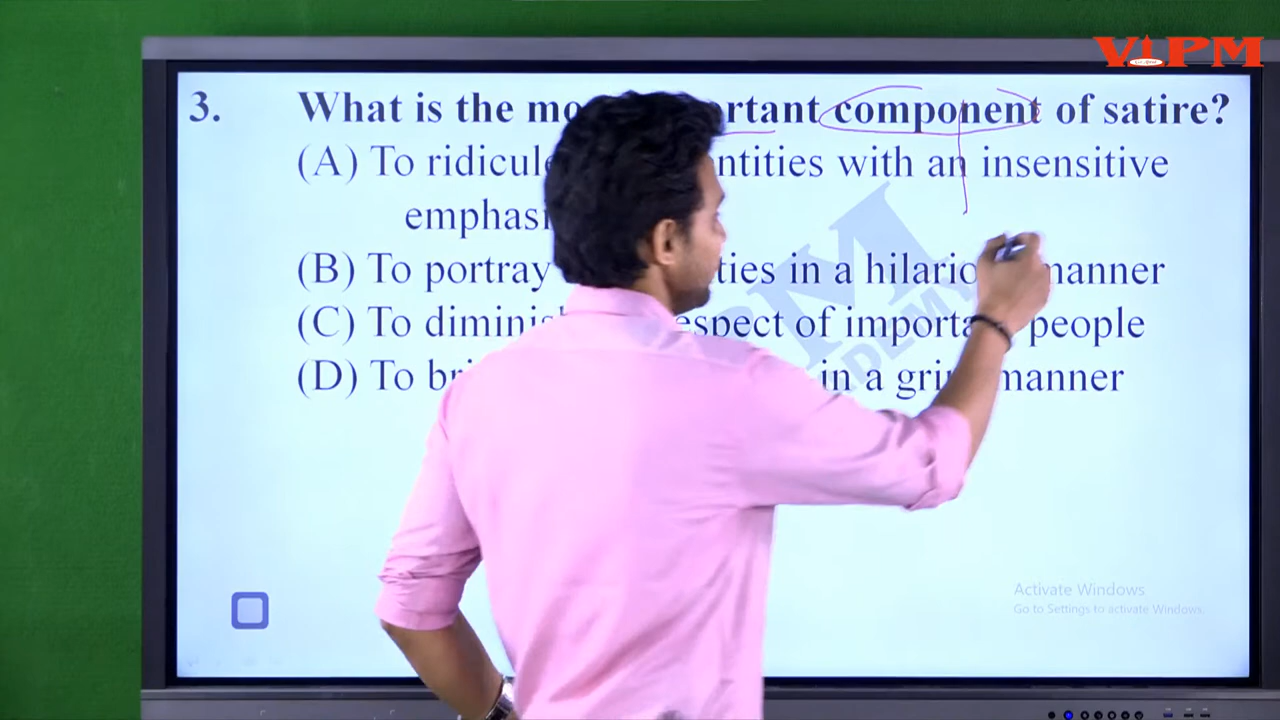 VIPM
3. What is the mo rtant component of satire?
(A) To ridicule ntities with an insensitive
emphasi
(B) To portray ties in a hilario manner
(C) To diminis espect of importa people
(D) To br in a gri manner
Activate Windows
Go to Settings to activate Windows.